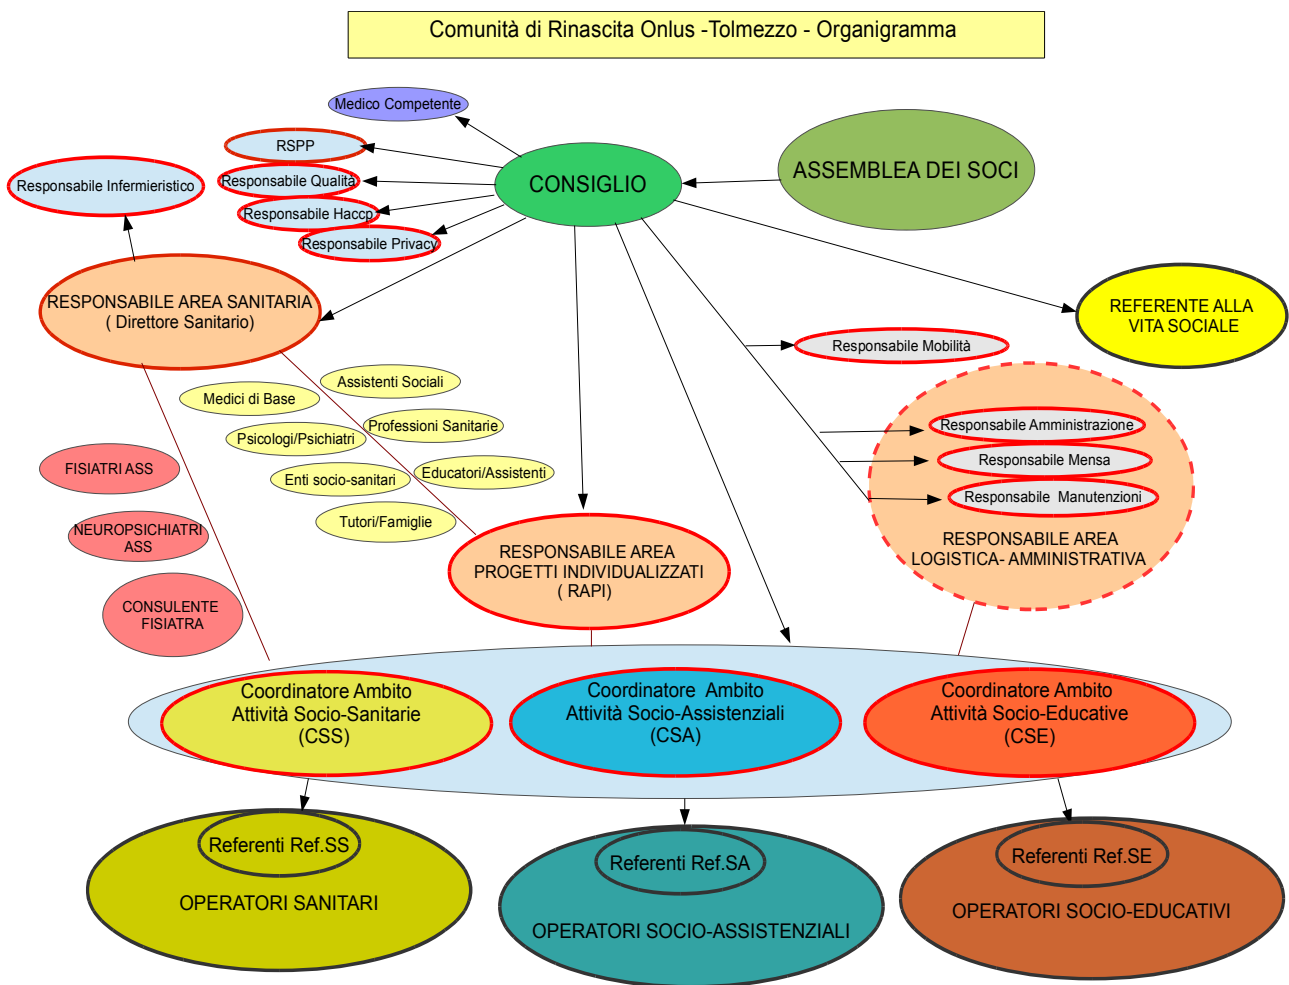 Comunità di Rinascita Onlus -Tolmezzo - Organigramma
Medico Competente
RSPP
Responsabile Qualità
Responsabile Haccp
Responsabile Privacy
Responsabile Infermieristico
CONSIGLIO
ASSEMBLEA DEI SOCI
RESPONSABILE AREA SANITARIA
( Direttore Sanitario)
REFERENTE ALLA
VITA SOCIALE
Responsabile Mobilità
Assistenti Sociali
Medici di Base
Professioni Sanitarie
Psicologi/Psichiatri
Educatori/Assistenti
Enti socio-sanitari
Tutori/Famiglie
Responsabile Amministrazione
Responsabile Mensa
Responsabile  Manutenzioni
RESPONSABILE AREA
LOGISTICA- AMMINISTRATIVA
FISIATRI ASS
NEUROPSICHIATRI
ASS
CONSULENTE
FISIATRA
RESPONSABILE AREA
PROGETTI INDIVIDUALIZZATI
( RAPI)
Coordinatore Ambito
Attività Socio-Sanitarie
(CSS)
Coordinatore  Ambito
Attività Socio-Assistenziali
(CSA)
Coordinatore Ambito
Attività Socio-Educative
(CSE)
Referenti Ref.SS
OPERATORI SANITARI
Referenti Ref.SA
OPERATORI SOCIO-ASSISTENZIALI
Referenti Ref.SE
OPERATORI SOCIO-EDUCATIVI